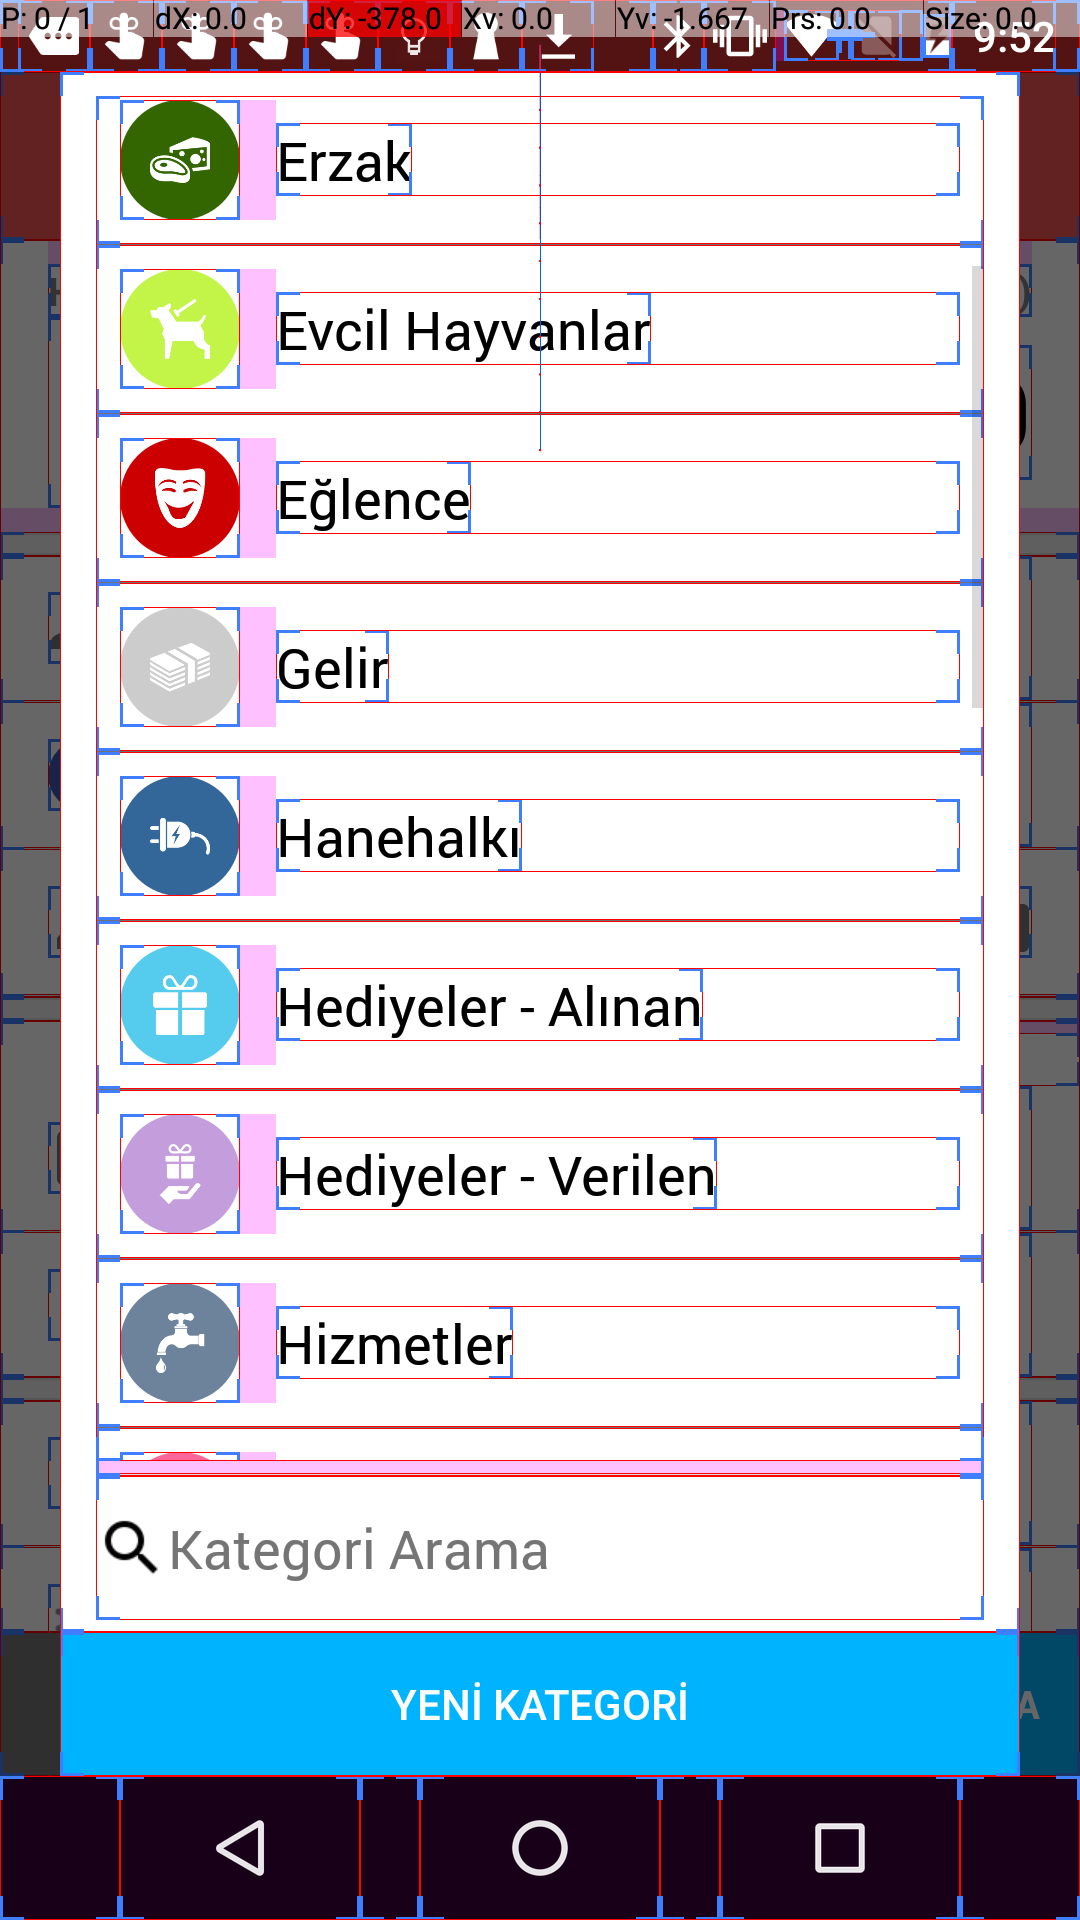 P: 0 / 1 dX: 0.0 dY: -378.0 Xv: 0.0 Yv: -1.667 Prs: 0.0 Size: 0.0
9:52
Erzak
Evcil Hayvanlar
Eğlence
Gelir
Hanehalkı
Hediyeler - Alınan
Hediyeler - Verilen
Hizmetler
Kategori Arama
YENİ KATEGORİ
A